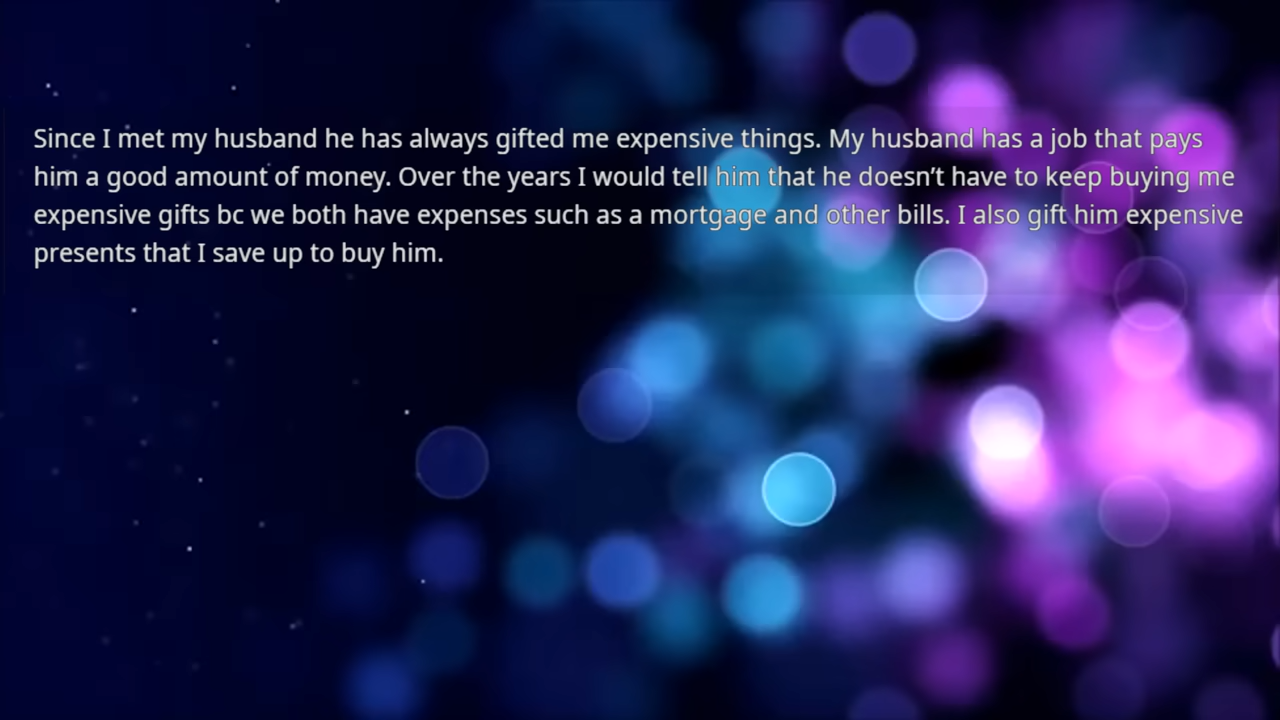 Since I met my husband he has always gifted me expensive things. My husband has a job that pays
him a good amount of money. Over the years I would tell him that he doesn’t have to keep buying me
expensive gifts bc we both have expenses such as a mortgage and other bills. I also gift him expensive
presents that I save up to buy him.